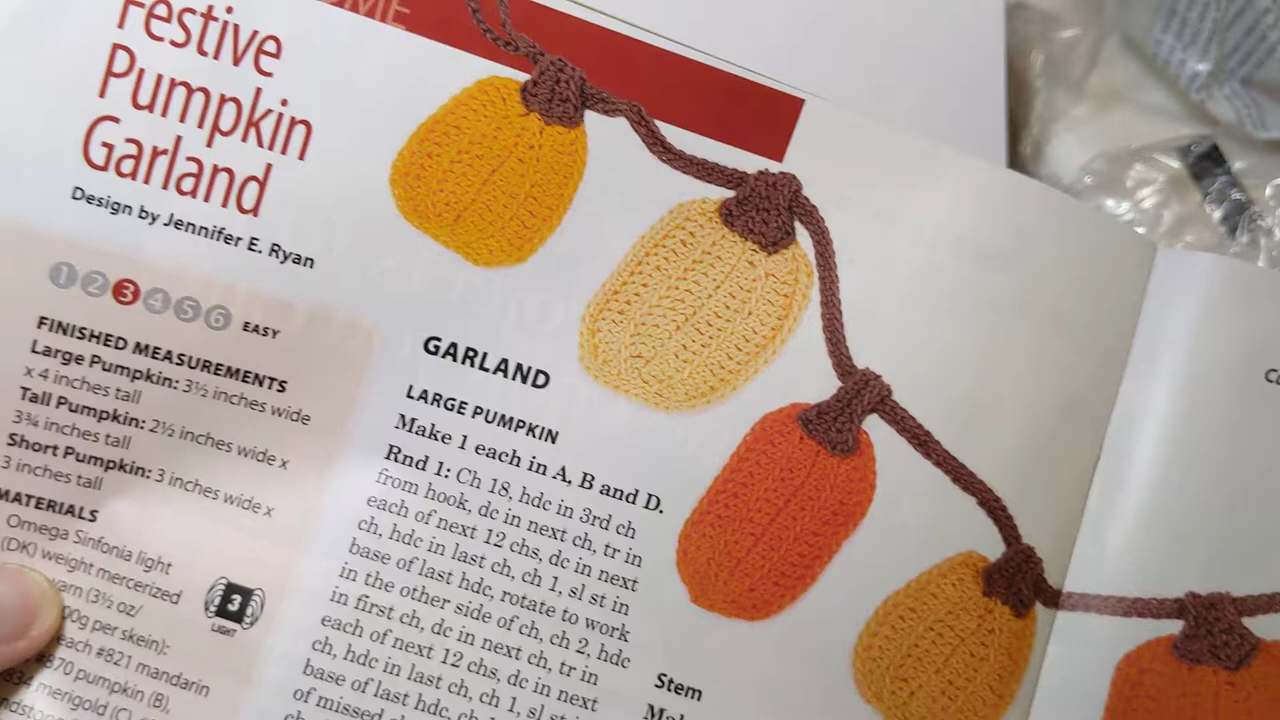 HOME
Festive
Pumpkin
Garland
Design by Jennifer E. Ryan
1 2 3 4 5 6 EASY
FINISHED MEASUREMENTS
Large Pumpkin: 3½ inches wide
x 4 inches tall
Tall Pumpkin: 2½ inches wide x
3¾ inches tall
Short Pumpkin: 3 inches wide x
3 inches tall
MATERIALS
Omega Sinfonia light
(DK) weight mercerized
yarn (3½ oz/
00g per skein):
each #821 mandarin
#870 pumpkin (B),
834 merigold (C),
3
LIGHT
GARLAND
LARGE PUMPKIN
Make 1 each in A, B and D.
Rnd 1: Ch 18, hdc in 3rd ch
from hook, dc in next ch, tr in
each of next 12 chs, dc in next
ch, hdc in last ch, ch 1, sl st in
base of last hdc, rotate to work
in the other side of ch, ch 2, hdc
in first ch, dc in next ch, tr in
each of next 12 chs, dc in next
ch, hdc in last ch, ch 1, sl st in
base of last hdc, ch
of missed
Stem